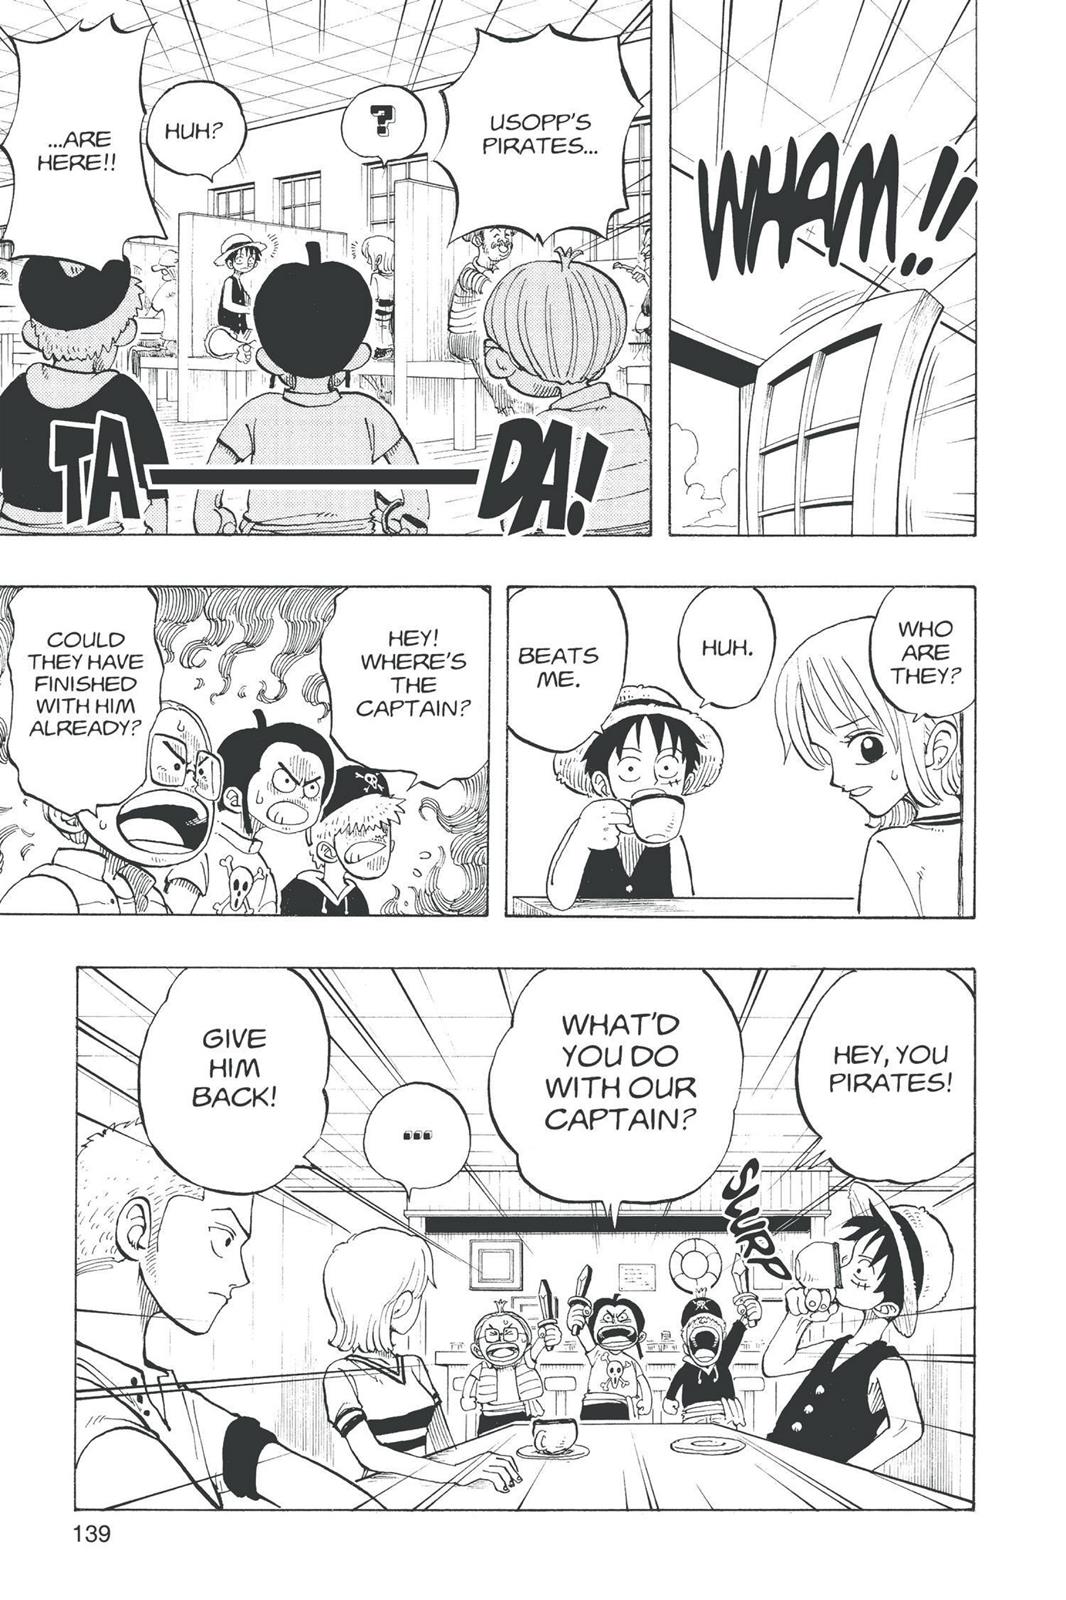 WHAM!!
USOPP'S
PIRATES...
?
HUH?
...ARE
HERE!!
TA
DA!
WHO
ARE
THEY?
HUH.
BEATS
ME.
HEY!
WHERE'S
THE
CAPTAIN?
COULD
THEY HAVE
FINISHED
WITH HIM
ALREADY?
HEY, YOU
PIRATES!
SLURP
WHAT'D
YOU DO
WITH OUR
CAPTAIN?
...
GIVE
HIM
BACK!
139